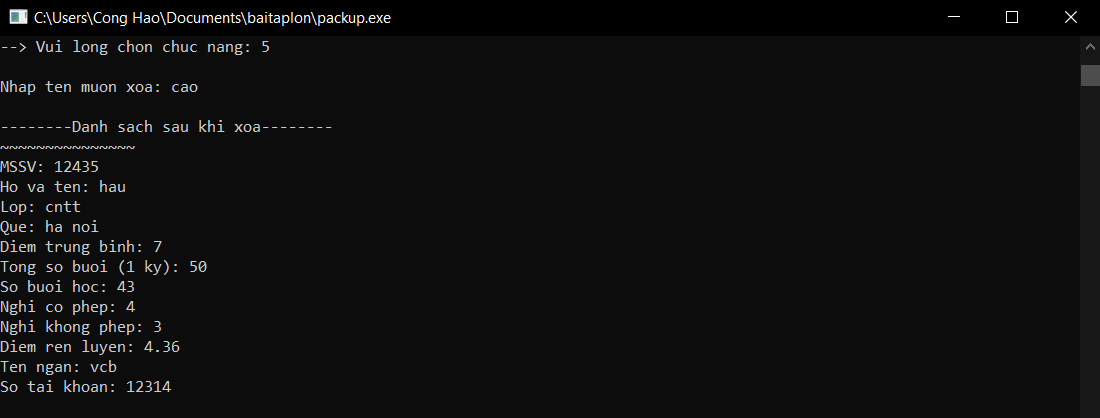 C:\Users\Cong Hao\Documents\baitaplon\packup.exe
--> Vui long chon chuc nang: 5
Nhap ten muon xoa: cao
--------Danh sach sau khi xoa--------
~~~~~~~~~~~~~~~
MSSV: 12435
Ho va ten: hau
Lop: cntt
Que: ha noi
Diem trung binh: 7
Tong so buoi (1 ky): 50
So buoi hoc: 43
Nghi co phep: 4
Nghi khong phep: 3
Diem ren luyen: 4.36
Ten ngan: vcb
So tai khoan: 12314